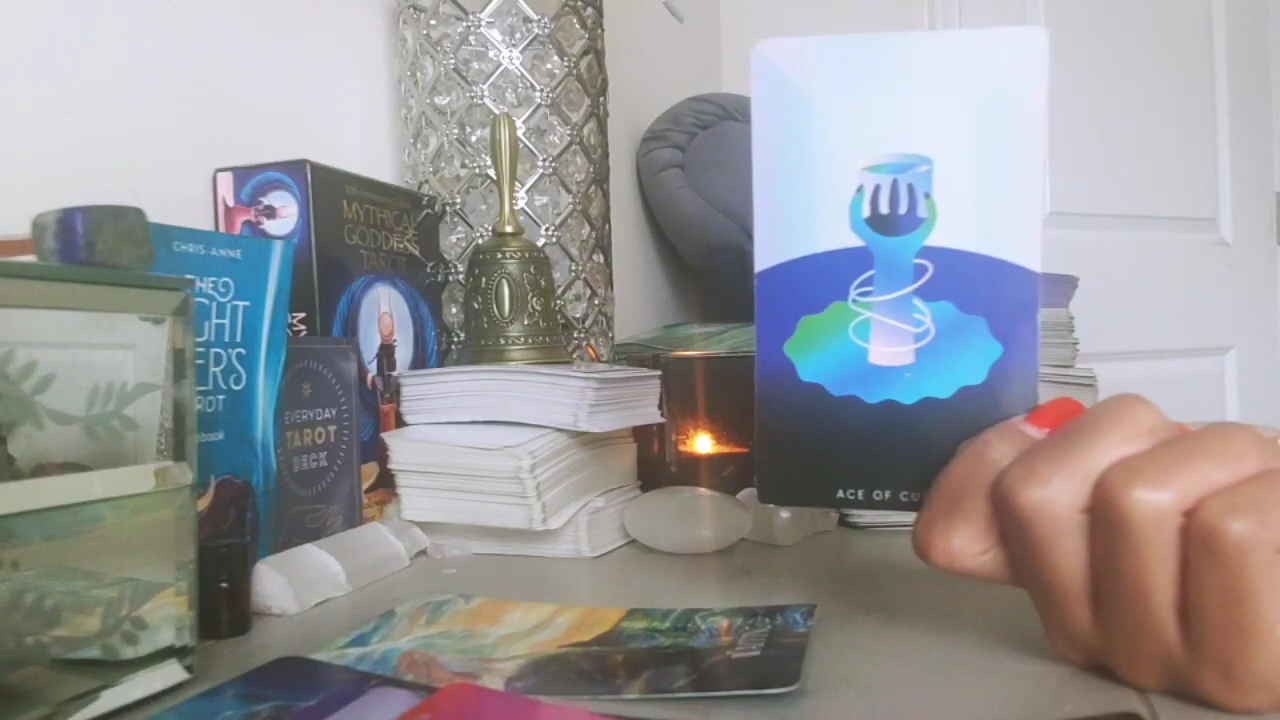 CHRIS-ANNE
THE
GHT
ER'S
ROT
MYTHICAL
GODDESS
TAROT
EVERYDAY
TAROT
DECK
ACE OF CU